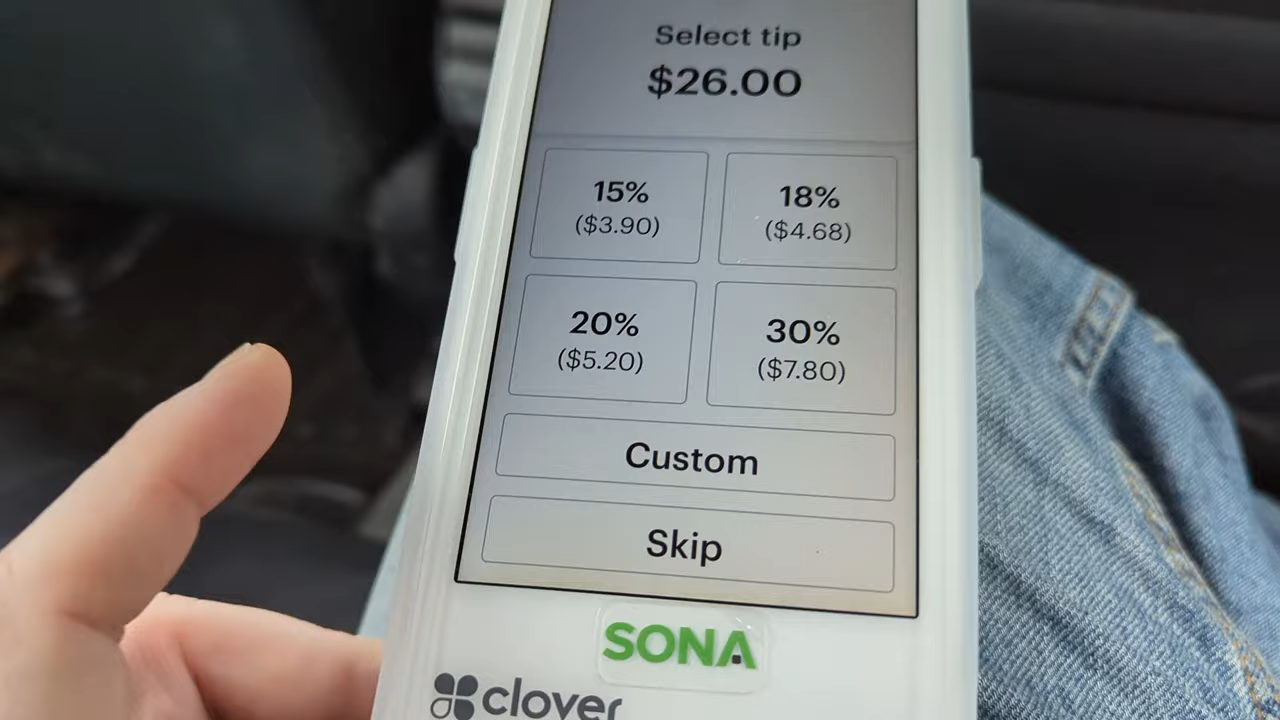 Select tip
$26.00
15%
($3.90)
18%
($4.68)
20%
($5.20)
30%
($7.80)
Custom
Skip
SONA
clover